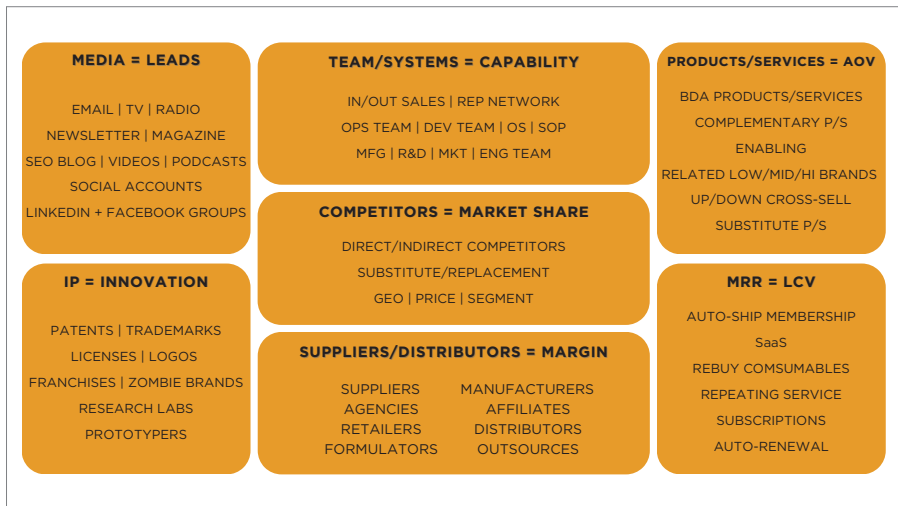 MEDIA = LEADS
EMAIL | TV | RADIO
NEWSLETTER | MAGAZINE
SEO BLOG | VIDEOS | PODCASTS
SOCIAL ACCOUNTS
LINKEDIN + FACEBOOK GROUPS
IP = INNOVATION
PATENTS | TRADEMARKS
LICENSES | LOGOS
FRANCHISES | ZOMBIE BRANDS
RESEARCH LABS
PROTOTYPERS
TEAM/SYSTEMS = CAPABILITY
IN/OUT SALES | REP NETWORK
OPS TEAM | DEV TEAM | OS | SOP
MFG | R&D | MKT | ENG TEAM
COMPETITORS = MARKET SHARE
DIRECT/INDIRECT COMPETITORS
SUBSTITUTE/REPLACEMENT
GEO | PRICE | SEGMENT
SUPPLIERS/DISTRIBUTORS = MARGIN
SUPPLIERS MANUFACTURERS
AGENCIES AFFILIATES
RETAILERS DISTRIBUTORS
FORMULATORS OUTSOURCES
PRODUCTS/SERVICES = AOV
BDA PRODUCTS/SERVICES
COMPLEMENTARY P/S
ENABLING
RELATED LOW/MID/HI BRANDS
UP/DOWN CROSS-SELL
SUBSTITUTE P/S
MRR = LCV
AUTO-SHIP MEMBERSHIP
SaaS
REBUY COMSUMABLES
REPEATING SERVICE
SUBSCRIPTIONS
AUTO-RENEWAL